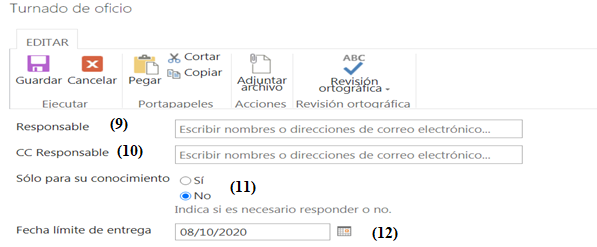 Turnado de oficio
EDITAR
Guardar Cancelar Pegar Cortar Copiar Adjuntar archivo ABC Revisión ortográfica
Ejecutar Portapapeles Acciones Revisión ortográfica
Responsable (9) Escribir nombres o direcciones de correo electrónico...
CC Responsable (10) Escribir nombres o direcciones de correo electrónico...
Sólo para su conocimiento Sí
No (11)
Indica si es necesario responder o no.
Fecha límite de entrega 08/10/2020 (12)